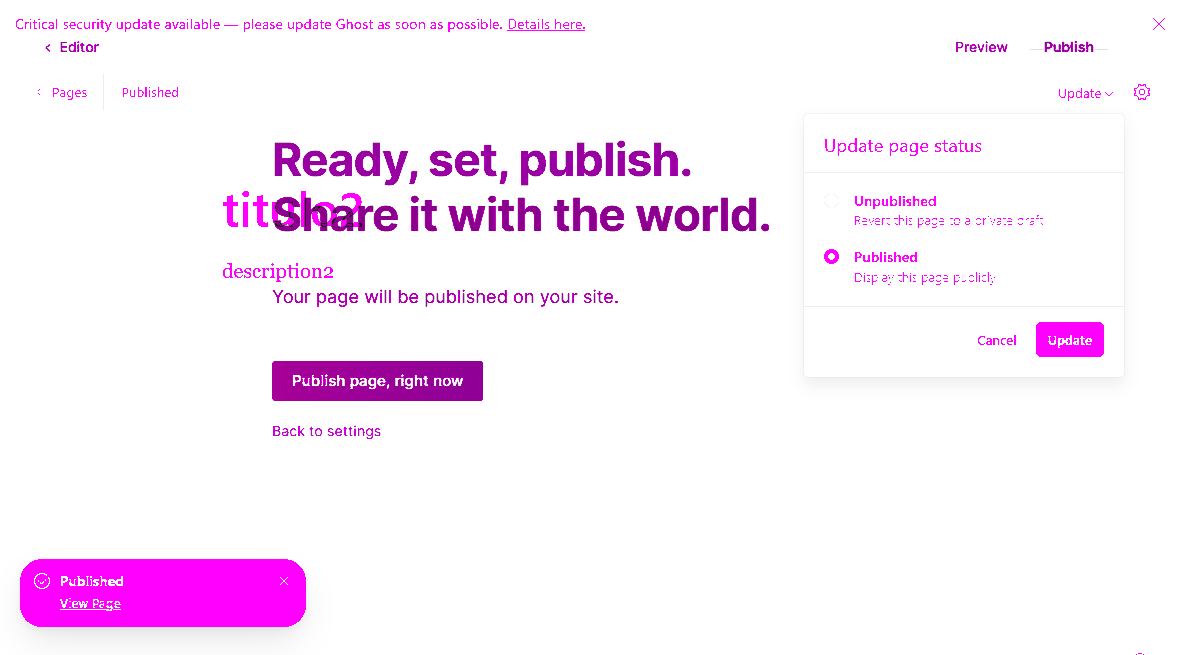 Critical security update available — please update Ghost as soon as possible. Details here.
Editor
Preview
Publish
Pages
Published
Update
Ready, set, publish.
Share it with the world.
titulo2
description2
Your page will be published on your site.
Publish page, right now
Back to settings
Update page status
Unpublished
Revert this page to a private draft
Published
Display this page publicly
Cancel
Update
Published
View Page